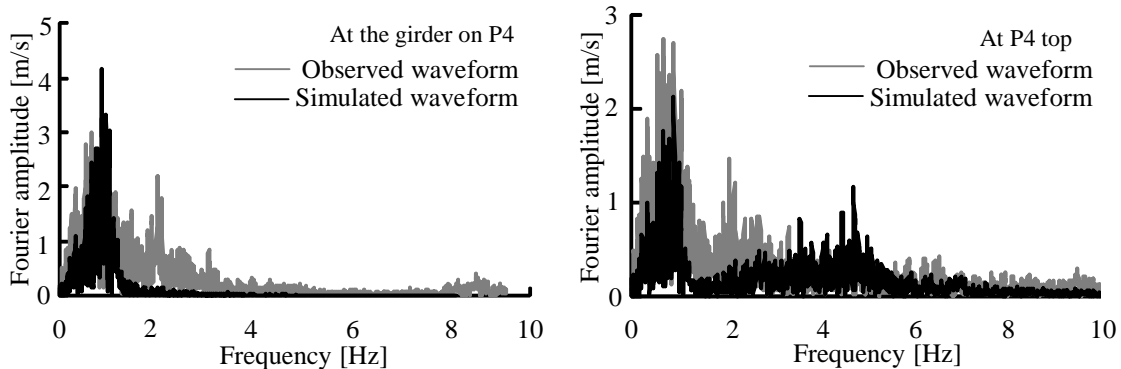 5
4
3
2
1
0
Fourier amplitude [m/s]
At the girder on P4
Observed waveform
Simulated waveform
0 2 4 6 8 10
Frequency [Hz]
3
2
1
0
Fourier amplitude [m/s]
At P4 top
Observed waveform
Simulated waveform
0 2 4 6 8 10
Frequency [Hz]